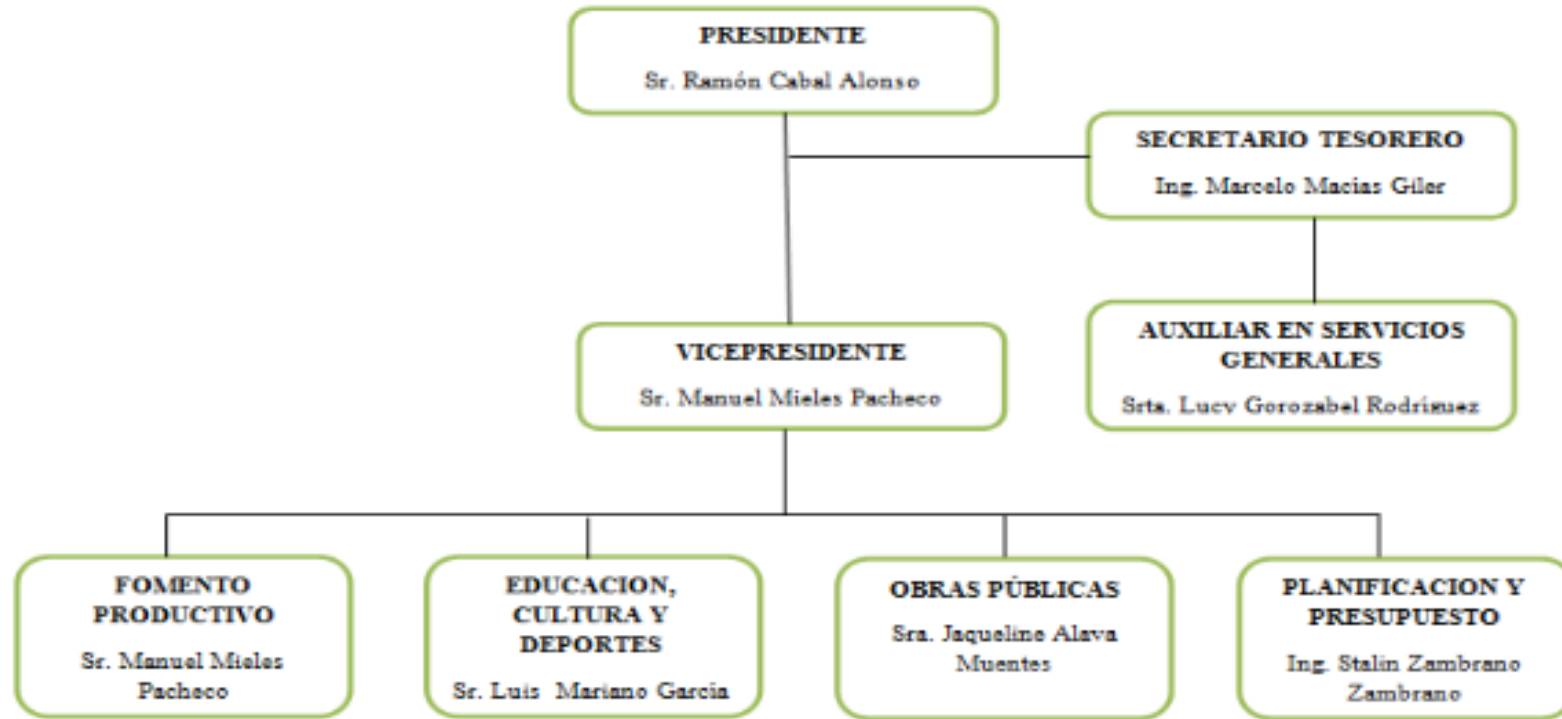 PRESIDENTE
Sr. Ramón Cabal Alonso
SECRETARIO TESORERO
Ing. Marcelo Macias Giler
AUXILIAR EN SERVICIOS
GENERALES
Srta. Lucy Gorozabel Rodríguez
VICEPRESIDENTE
Sr. Manuel Mieles Pacheco
FOMENTO
PRODUCTIVO
Sr. Manuel Mieles
Pacheco
EDUCACION,
CULTURA Y
DEPORTES
Sr. Luis Mariano Garcia
OBRAS PÚBLICAS
Sra. Jaqueline Alava
Muentes
PLANIFICACION Y
PRESUPUESTO
Ing. Stalin Zambrano
Zambrano